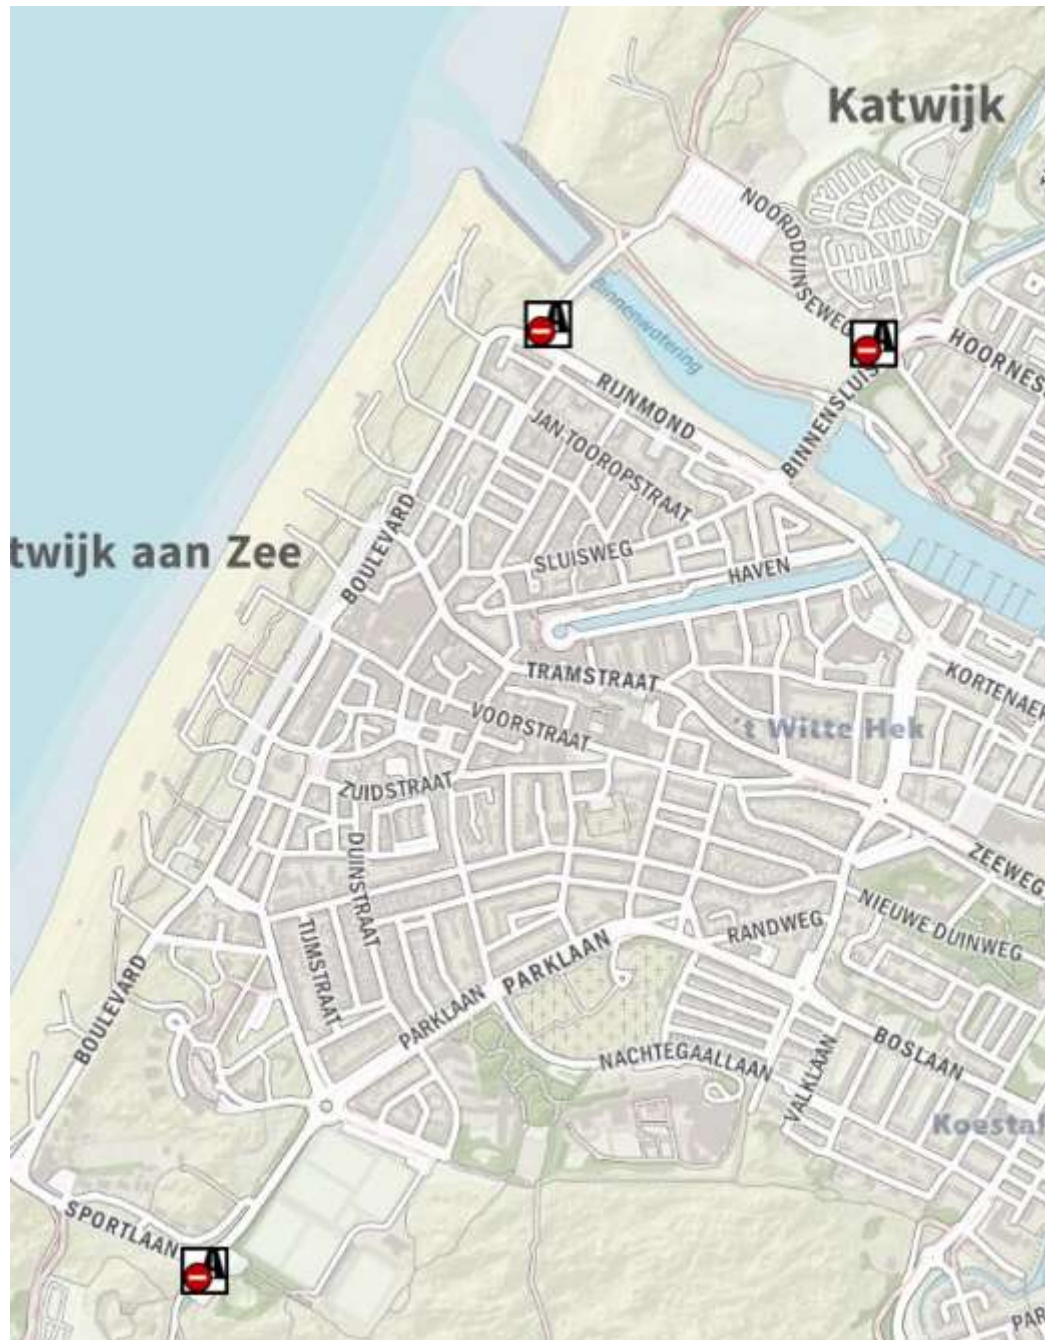 Katwijk
NOORDDUINSEWEG
Binnenwatering
A
A
HOORNES
RIJNMOND
BINNENSLUIS
JAN TOOROPSTRAAT
BOULEVARD
twijk aan Zee
SLUISWEG
HAVEN
TRAMSTRAAT
KORTENAER
VOORSTRAAT
't Witte Hek
ZUIDSTRAAT
DUINSTRAAT
ZEEWEG
NIEUWE DUINWEG
RANDWEG
TIJMSTRAAT
PARKLAAN
PARKLAAN
BOULEVARD
BOSLAAN
NACHTEGAALLAAN
VALKLAAN
Koestaf
SPORTLAAN
A
PAR